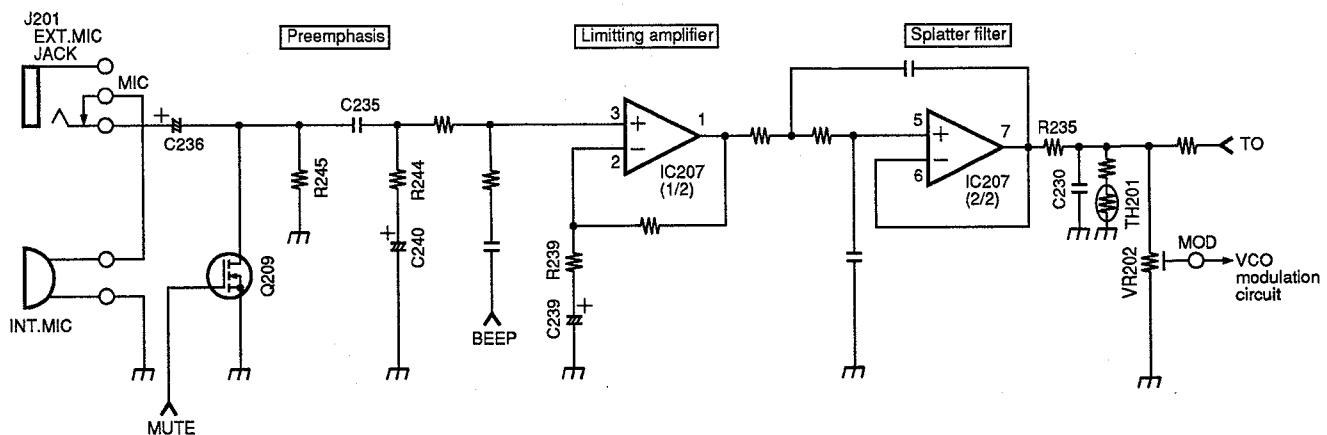 J201
EXT.MIC
JACK
MIC
C236
Preemphasis
C235
R245
R244
C240
Q209
INT.MIC
MUTE
BEEP
Limitting amplifier
3
+
1
−
2
IC207
(1/2)
R239
C239
+
+
+
Splatter filter
5
+
7
−
6
IC207
(2/2)
R235
C230
TH201
VR202
TO
MOD
VCO
modulation
circuit